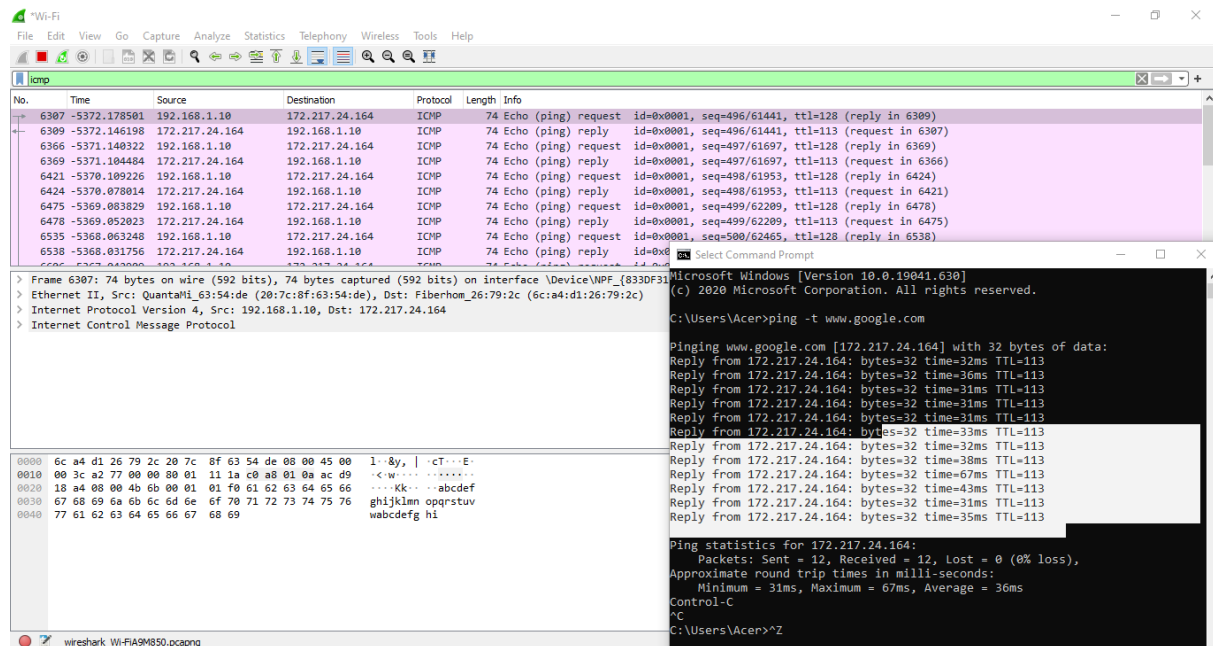 *Wi-Fi
File Edit View Go Capture Analyze Statistics Telephony Wireless Tools Help
icmp
No. Time Source Destination Protocol Length Info
6307 -5372.178501 192.168.1.10 172.217.24.164 ICMP 74 Echo (ping) request id=0x0001, seq=496/61441, ttl=128 (reply in 6309)
6309 -5372.146198 172.217.24.164 192.168.1.10 ICMP 74 Echo (ping) reply id=0x0001, seq=496/61441, ttl=113 (request in 6307)
6366 -5371.140322 192.168.1.10 172.217.24.164 ICMP 74 Echo (ping) request id=0x0001, seq=497/61697, ttl=128 (reply in 6369)
6369 -5371.104484 172.217.24.164 192.168.1.10 ICMP 74 Echo (ping) reply id=0x0001, seq=497/61697, ttl=113 (request in 6366)
6421 -5370.109226 192.168.1.10 172.217.24.164 ICMP 74 Echo (ping) request id=0x0001, seq=498/61953, ttl=128 (reply in 6424)
6424 -5370.078014 172.217.24.164 192.168.1.10 ICMP 74 Echo (ping) reply id=0x0001, seq=498/61953, ttl=113 (request in 6421)
6475 -5369.083829 192.168.1.10 172.217.24.164 ICMP 74 Echo (ping) request id=0x0001, seq=499/62209, ttl=128 (reply in 6478)
6478 -5369.052023 172.217.24.164 192.168.1.10 ICMP 74 Echo (ping) reply id=0x0001, seq=499/62209, ttl=113 (request in 6475)
6535 -5368.063248 192.168.1.10 172.217.24.164 ICMP 74 Echo (ping) request id=0x0001, seq=500/62465, ttl=128 (reply in 6538)
6538 -5368.031756 172.217.24.164 192.168.1.10 ICMP 74 Echo (ping) reply id=0x0
Frame 6307: 74 bytes on wire (592 bits), 74 bytes captured (592 bits) on interface \Device\NPF_{833DF31
Ethernet II, Src: QuantaMi_63:54:de (20:7c:8f:63:54:de), Dst: Fiberhom_26:79:2c (6c:a4:d1:26:79:2c)
Internet Protocol Version 4, Src: 192.168.1.10, Dst: 172.217.24.164
Internet Control Message Protocol
0000 6c a4 d1 26 79 2c 20 7c 8f 63 54 de 08 00 45 00 l··&y, | ·cT···E·
0010 00 3c a2 77 00 00 80 01 11 1a c0 a8 01 0a ac d9 ·<·w···· ········
0020 18 a4 08 00 4b 6b 00 01 01 f0 61 62 63 64 65 66 ····Kk·· ··abcdef
0030 67 68 69 6a 6b 6c 6d 6e 6f 70 71 72 73 74 75 76 ghijklmn opqrstuv
0040 77 61 62 63 64 65 66 67 68 69 wabcdefg hi
wireshark_Wi-FiA9M850.pcapng
Select Command Prompt
Microsoft Windows [Version 10.0.19041.630]
(c) 2020 Microsoft Corporation. All rights reserved.
C:\Users\Acer>ping -t www.google.com
Pinging www.google.com [172.217.24.164] with 32 bytes of data:
Reply from 172.217.24.164: bytes=32 time=32ms TTL=113
Reply from 172.217.24.164: bytes=32 time=36ms TTL=113
Reply from 172.217.24.164: bytes=32 time=31ms TTL=113
Reply from 172.217.24.164: bytes=32 time=31ms TTL=113
Reply from 172.217.24.164: bytes=32 time=31ms TTL=113
Reply from 172.217.24.164: bytes=32 time=33ms TTL=113
Reply from 172.217.24.164: bytes=32 time=32ms TTL=113
Reply from 172.217.24.164: bytes=32 time=38ms TTL=113
Reply from 172.217.24.164: bytes=32 time=67ms TTL=113
Reply from 172.217.24.164: bytes=32 time=43ms TTL=113
Reply from 172.217.24.164: bytes=32 time=31ms TTL=113
Reply from 172.217.24.164: bytes=32 time=35ms TTL=113
Ping statistics for 172.217.24.164:
Packets: Sent = 12, Received = 12, Lost = 0 (0% loss),
Approximate round trip times in milli-seconds:
Minimum = 31ms, Maximum = 67ms, Average = 36ms
Control-C
^C
C:\Users\Acer>^Z